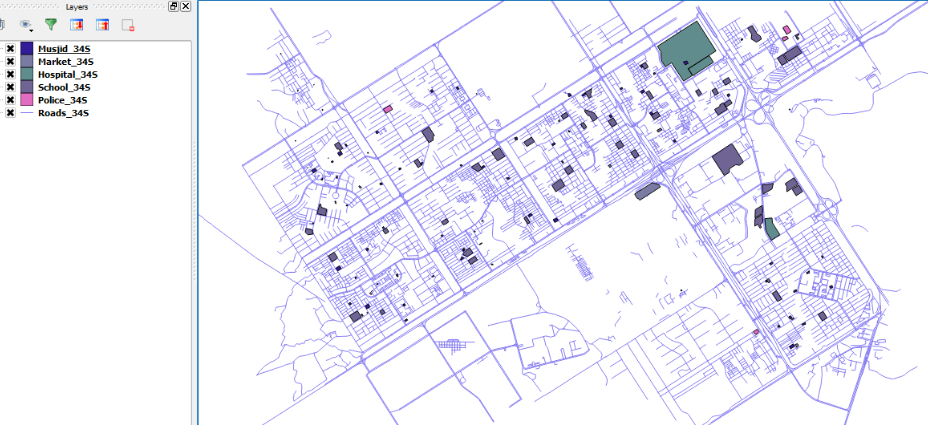 Layers
Musjid_34S
Market_34S
Hospital_34S
School_34S
Police_34S
Roads_34S